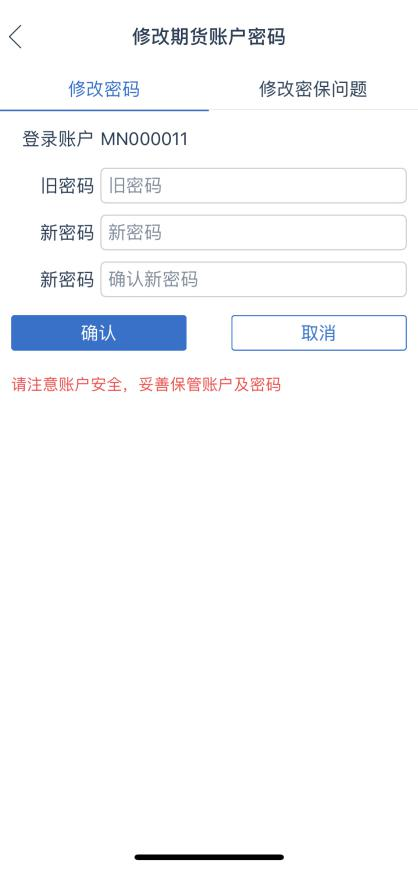 修改期货账户密码
修改密码 修改密保问题
登录账户 MN000011
旧密码 旧密码
新密码 新密码
新密码 确认新密码
确认 取消
请注意账户安全，妥善保管账户及密码